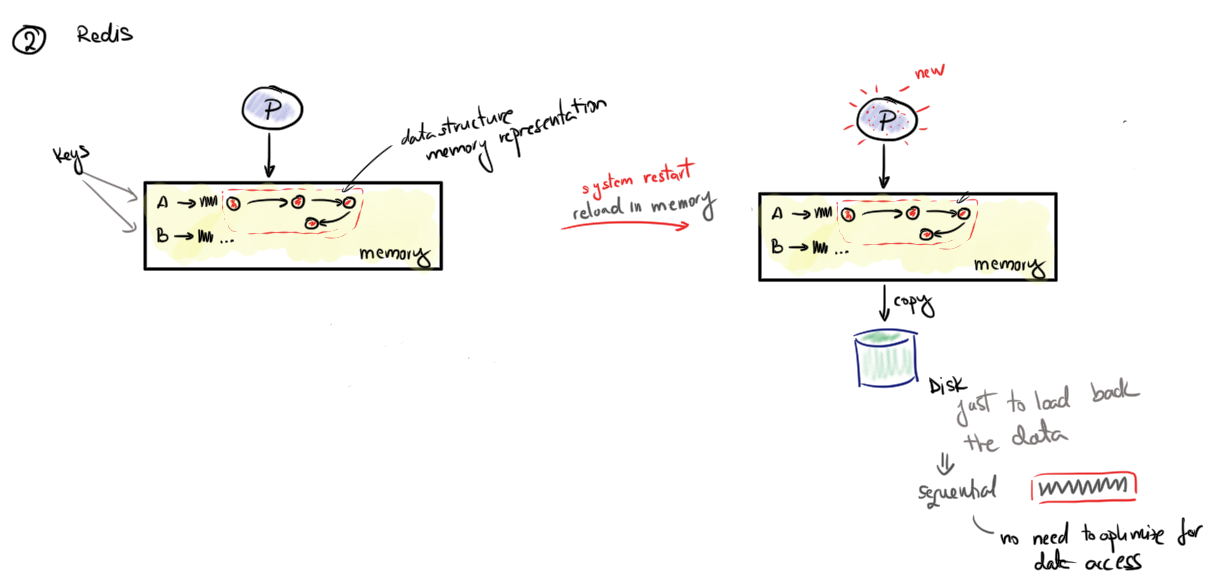 ② Redis
P
data structure
memory representation
keys
A
B ...
memory
system restart
reload in memory
new
P
A
B ...
memory
copy
Disk
just to load back
the data
sequential
no need to optimize for
data access